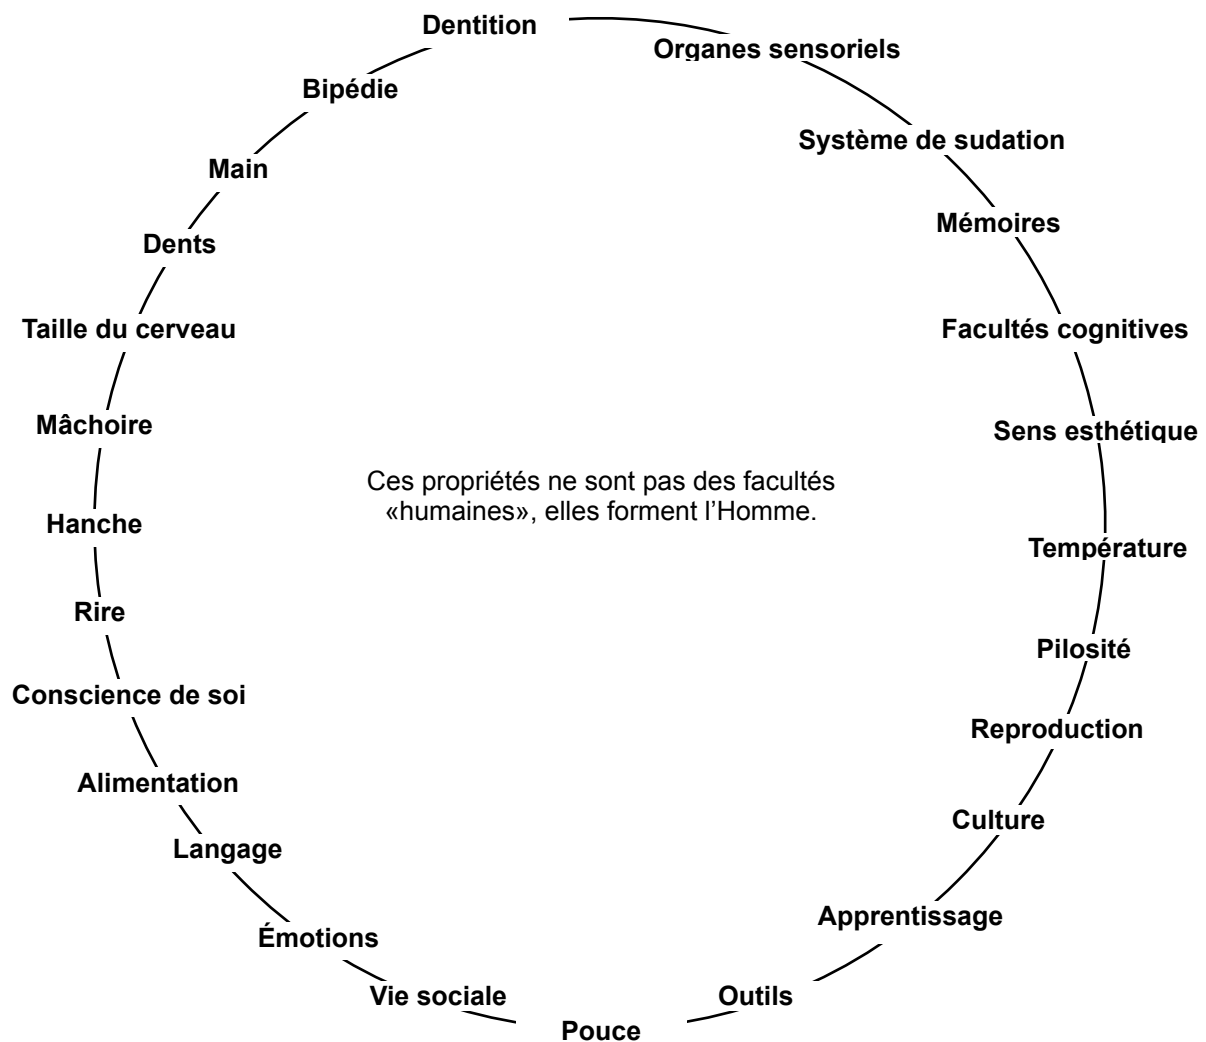 Dentition
Organes sensoriels
Bipédie
Système de sudation
Main
Mémoires
Dents
Taille du cerveau
Facultés cognitives
Mâchoire
Sens esthétique
Ces propriétés ne sont pas des facultés
«humaines», elles forment l’Homme.
Hanche
Température
Rire
Pilosité
Conscience de soi
Reproduction
Alimentation
Culture
Langage
Apprentissage
Émotions
Vie sociale
Outils
Pouce